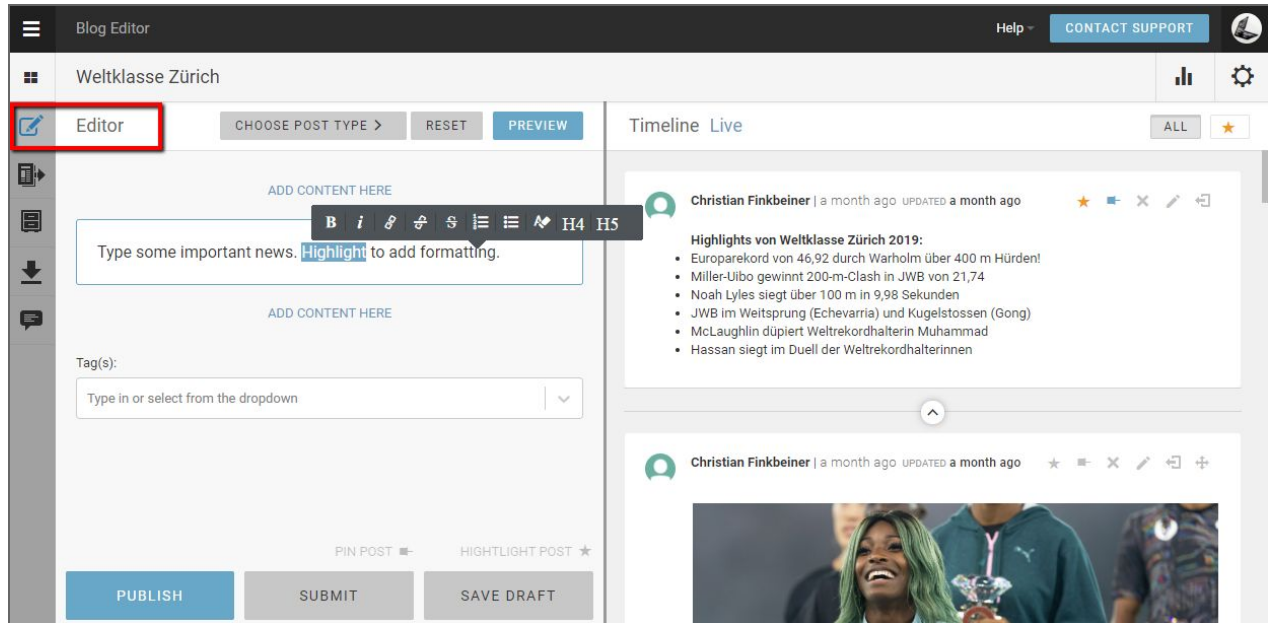 Blog Editor
Help
CONTACT SUPPORT
Weltklasse Zürich
Editor
CHOOSE POST TYPE >
RESET
PREVIEW
Timeline Live
ALL
ADD CONTENT HERE
B i S H4 H5
Type some important news. Highlight to add formatting.
ADD CONTENT HERE
Tag(s):
Type in or select from the dropdown
PIN POST
HIGHTLIGHT POST
PUBLISH
SUBMIT
SAVE DRAFT
Christian Finkbeiner | a month ago UPDATED a month ago
Highlights von Weltklasse Zürich 2019:
• Europarekord von 46,92 durch Warholm über 400 m Hürden!
• Miller-Uibo gewinnt 200-m-Clash in JWB von 21,74
• Noah Lyles siegt über 100 m in 9,98 Sekunden
• JWB im Weitsprung (Echevarria) und Kugelstossen (Gong)
• McLaughlin düpiert Weltrekordhalterin Muhammad
• Hassan siegt im Duell der Weltrekordhalterinnen
Christian Finkbeiner | a month ago UPDATED a month ago